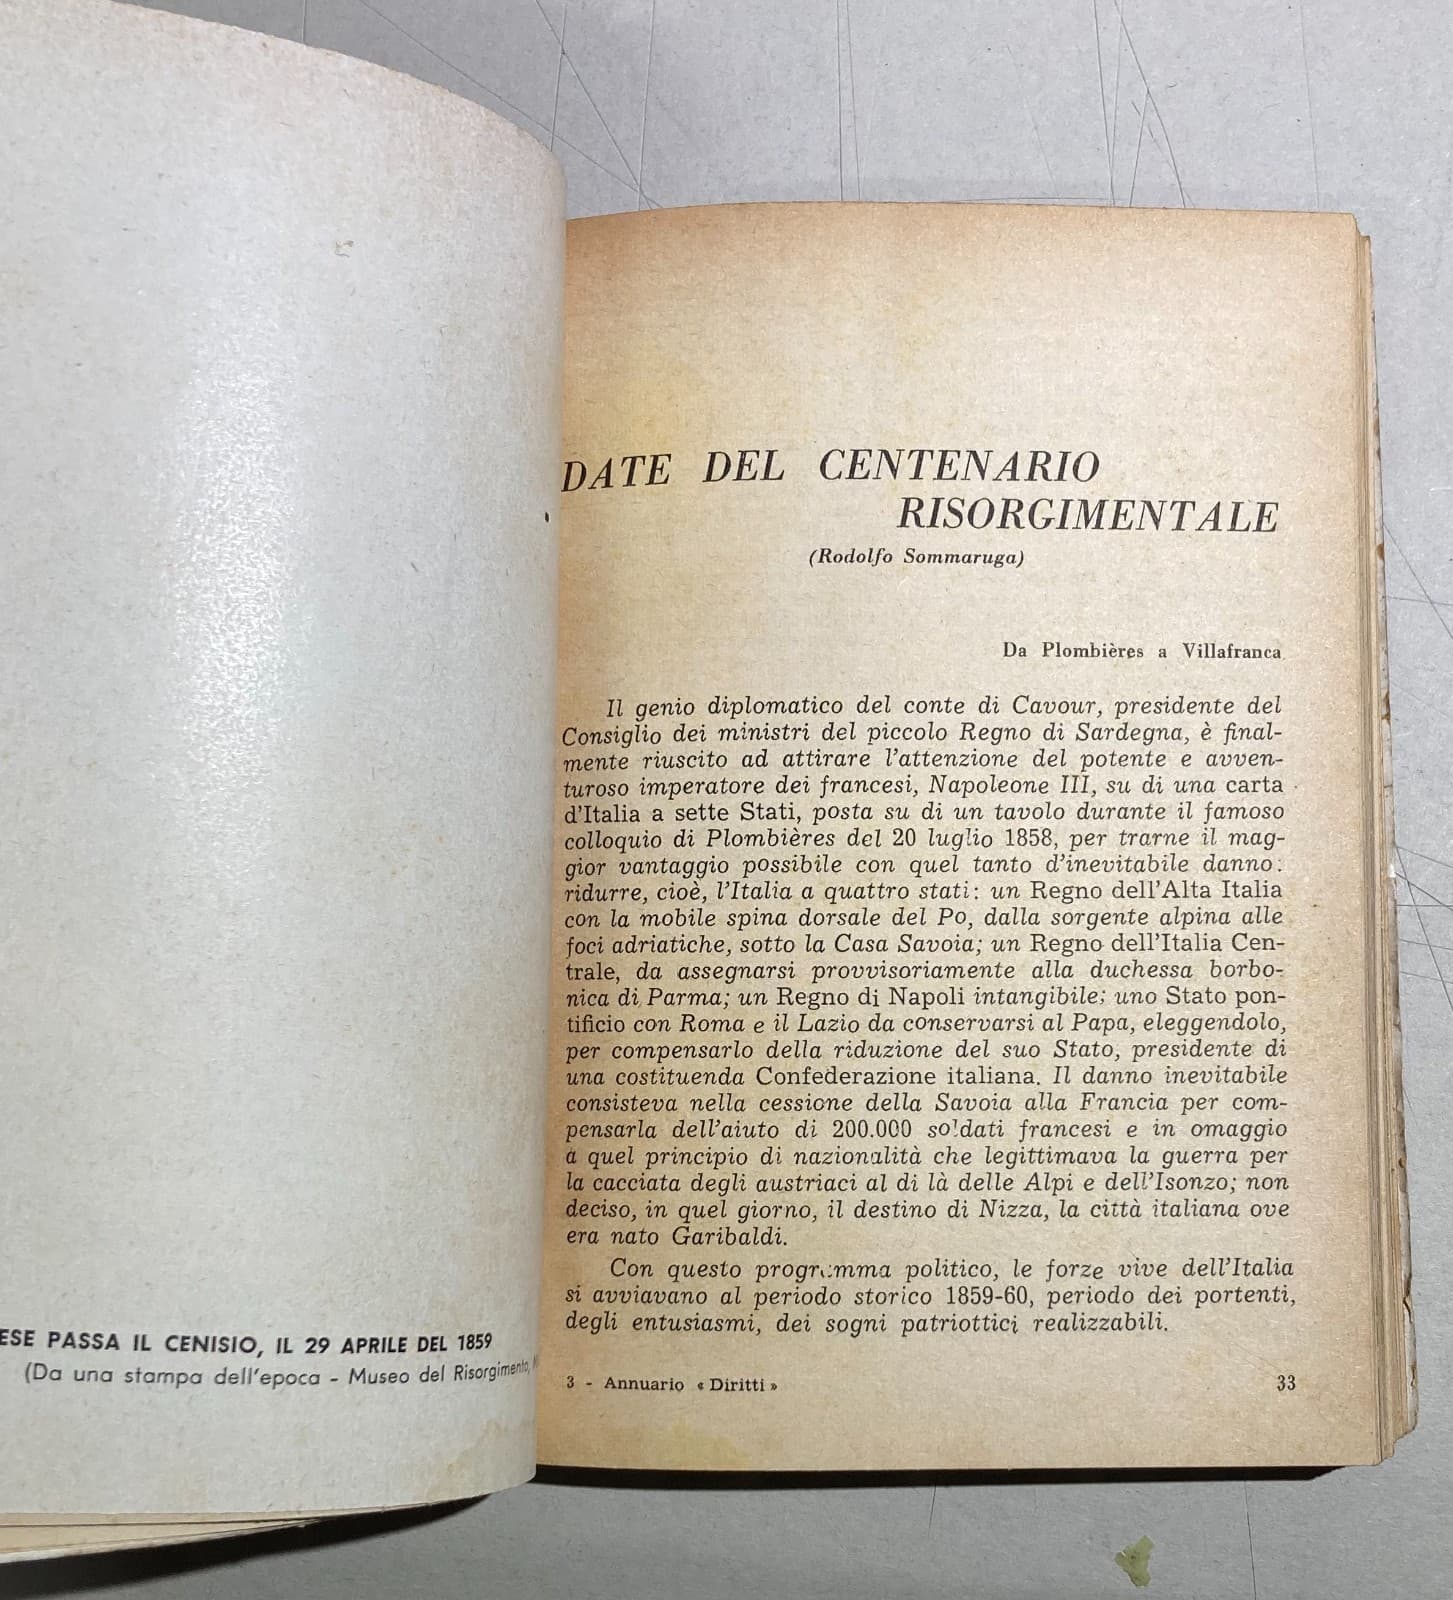 ESE PASSA IL CENISIO, IL 29 APRILE DEL 1859
(Da una stampa dell'epoca - Museo del Risorgimento,
DATE DEL CENTENARIO
RISORGIMENTALE
(Rodolfo Sommaruga)
Da Plombières a Villafranca
Il genio diplomatico del conte di Cavour, presidente del
Consiglio dei ministri del piccolo Regno di Sardegna, è final-
mente riuscito ad attirare l'attenzione del potente e avven-
turoso imperatore dei francesi, Napoleone III, su di una carta
d'Italia a sette Stati, posta su di un tavolo durante il famoso
colloquio di Plombières del 20 luglio 1858, per trarne il mag-
gior vantaggio possibile con quel tanto d'inevitabile danno:
ridurre, cioè, l'Italia a quattro stati: un Regno dell'Alta Italia
con la mobile spina dorsale del Po, dalla sorgente alpina alle
foci adriatiche, sotto la Casa Savoia; un Regno dell'Italia Cen-
trale, da assegnarsi provvisoriamente alla duchessa borbo-
nica di Parma; un Regno di Napoli intangibile; uno Stato pon-
tificio con Roma e il Lazio da conservarsi al Papa, eleggendolo,
per compensarlo della riduzione del suo Stato, presidente di
una costituenda Confederazione italiana. Il danno inevitabile
consisteva nella cessione della Savoia alla Francia per com-
pensarla dell'aiuto di 200.000 soldati francesi e in omaggio
a quel principio di nazionalità che legittimava la guerra per
la cacciata degli austriaci al di là delle Alpi e dell'Isonzo; non
deciso, in quel giorno, il destino di Nizza, la città italiana ove
era nato Garibaldi.
Con questo programma politico, le forze vive dell'Italia
si avviavano al periodo storico 1859-60, periodo dei portenti,
degli entusiasmi, dei sogni patriottici realizzabili.
3 - Annuario « Diritti »
33